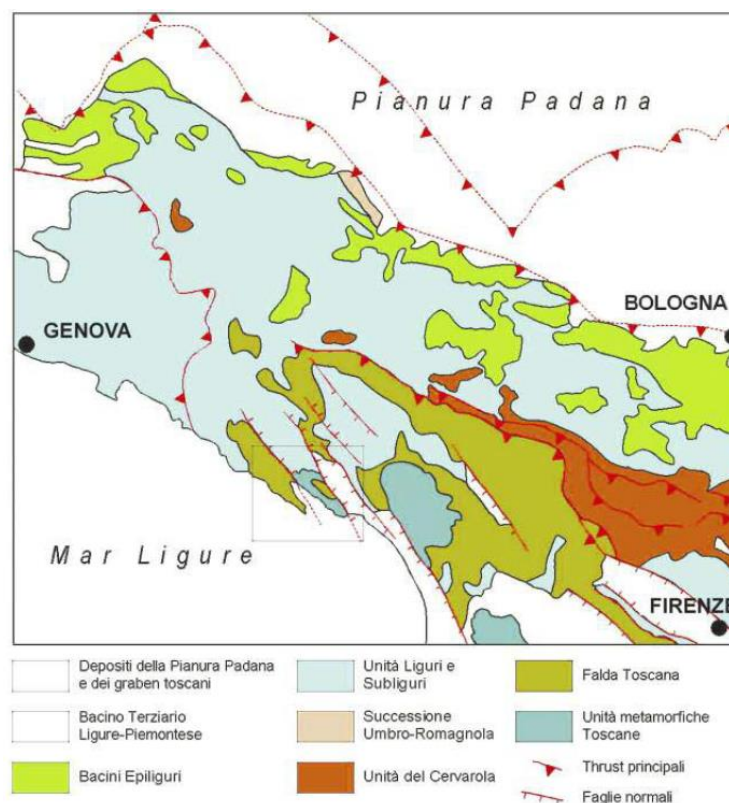 Pianura Padana
BOLOGNA
GENOVA
Mar Ligure
FIRENZE
Depositi della Pianura Padana
e dei graben toscani
Unità Liguri e
Subliguri
Falda Toscana
Bacino Terziario
Ligure-Piemontese
Successione
Umbro-Romagnola
Unità metamorfiche
Toscane
Bacini Epiliguri
Unità del Cervarola
Thrust principali
Faglie normali